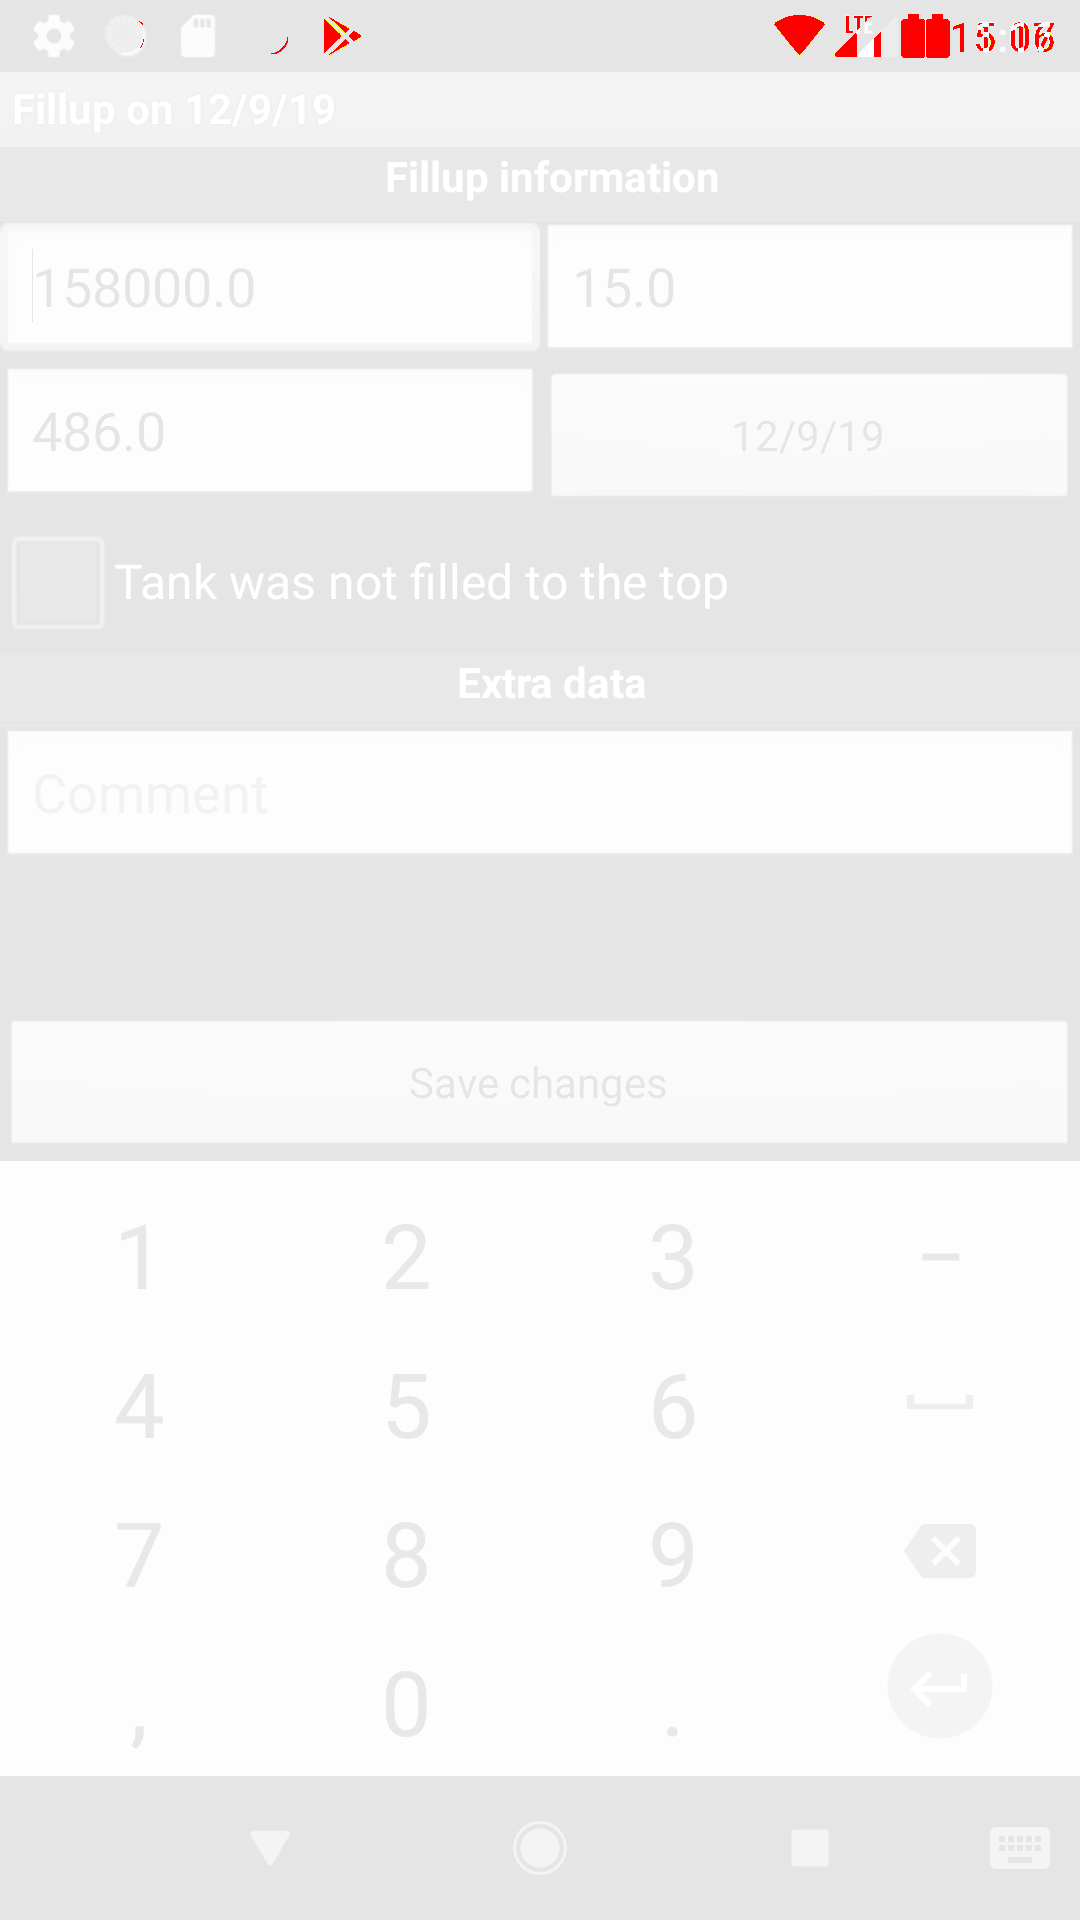 LTE
Fillup on 12/9/19
Fillup information
158000.0
15.0
486.0
12/9/19
Tank was not filled to the top
Extra data
Comment
Save changes
1 2 3 –
4 5 6
7 8 9
, 0 .